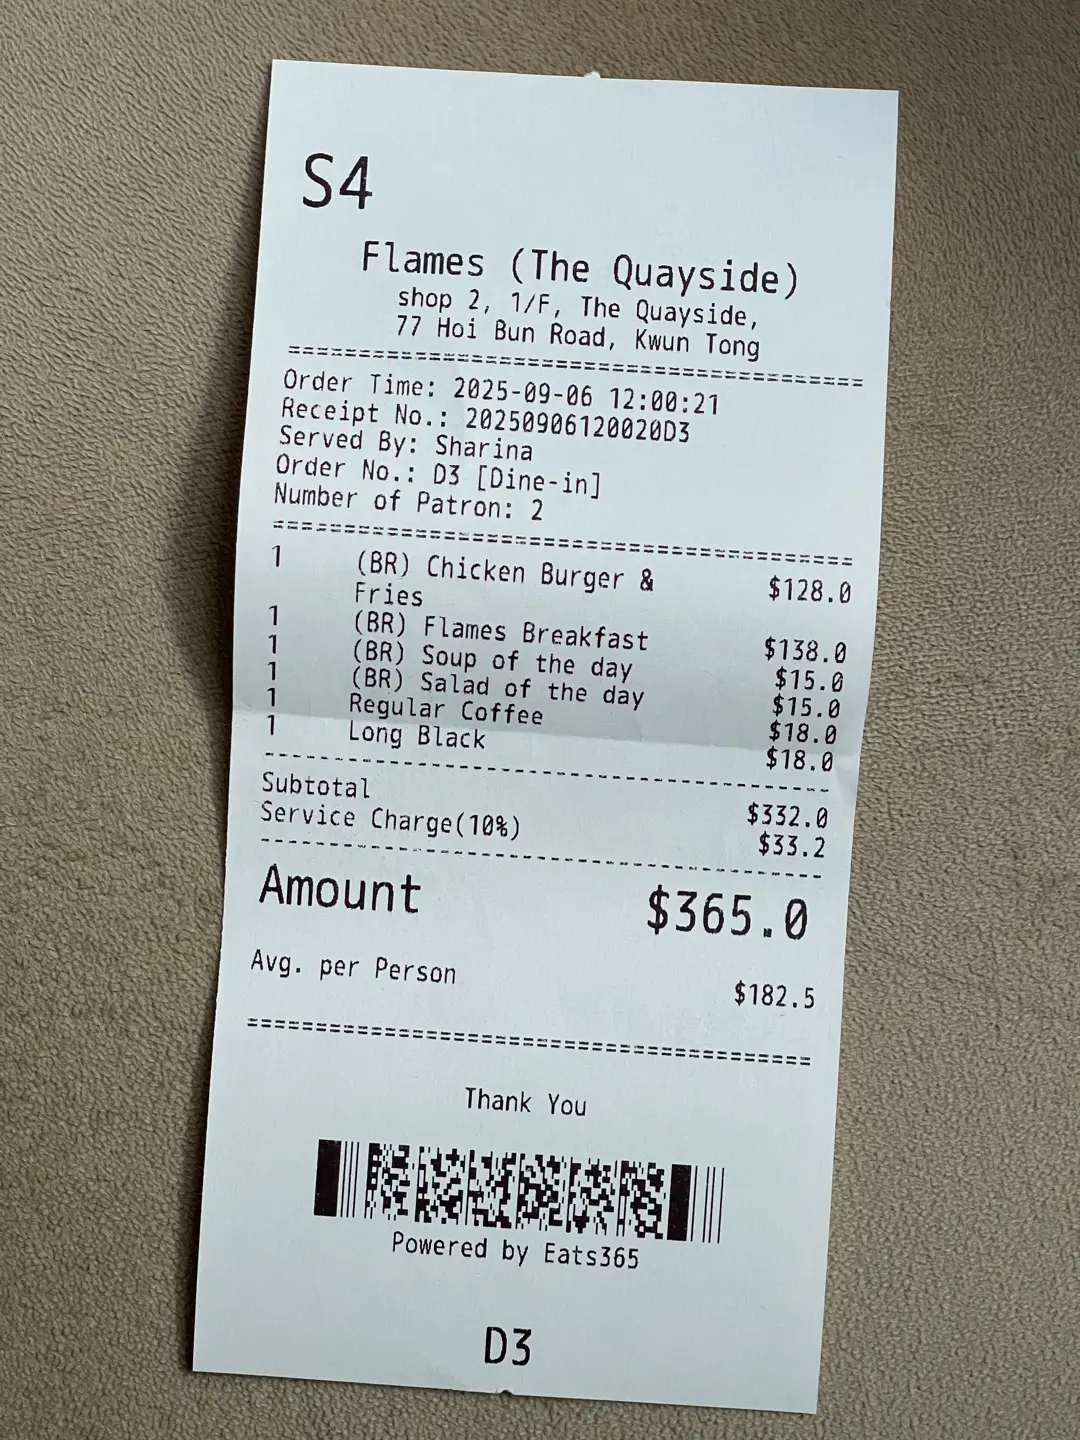 S4
Flames (The Quayside)
shop 2, 1/F, The Quayside,
77 Hoi Bun Road, Kwun Tong
========================================
Order Time: 2025-09-06 12:00:21
Receipt No.: 20250906120020D3
Served By: Sharina
Order No.: D3 [Dine-in]
Number of Patron: 2
========================================
1 (BR) Chicken Burger & $128.0
Fries
1 (BR) Flames Breakfast $138.0
1 (BR) Soup of the day $15.0
1 (BR) Salad of the day $15.0
1 Regular Coffee $18.0
1 Long Black $18.0
----------------------------------------
Subtotal $332.0
Service Charge(10%) $33.2
----------------------------------------
Amount $365.0
Avg. per Person $182.5
========================================
Thank You
Powered by Eats365
D3